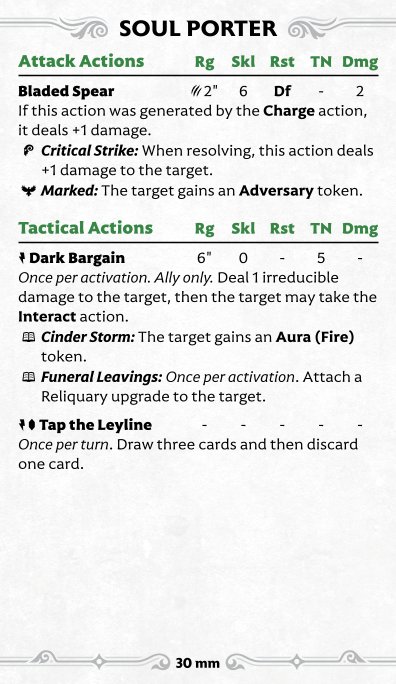 SOUL PORTER
Attack Actions Rg Skl Rst TN Dmg
Bladed Spear 2" 6 Df - 2
If this action was generated by the Charge action,
it deals +1 damage.
Critical Strike: When resolving, this action deals
+1 damage to the target.
Marked: The target gains an Adversary token.
Tactical Actions Rg Skl Rst TN Dmg
Dark Bargain 6" 0 - 5 -
Once per activation. Ally only. Deal 1 irreducible
damage to the target, then the target may take the
Interact action.
Cinder Storm: The target gains an Aura (Fire)
token.
Funeral Leavings: Once per activation. Attach a
Reliquary upgrade to the target.
Tap the Leyline - - - - -
Once per turn. Draw three cards and then discard
one card.
30 mm